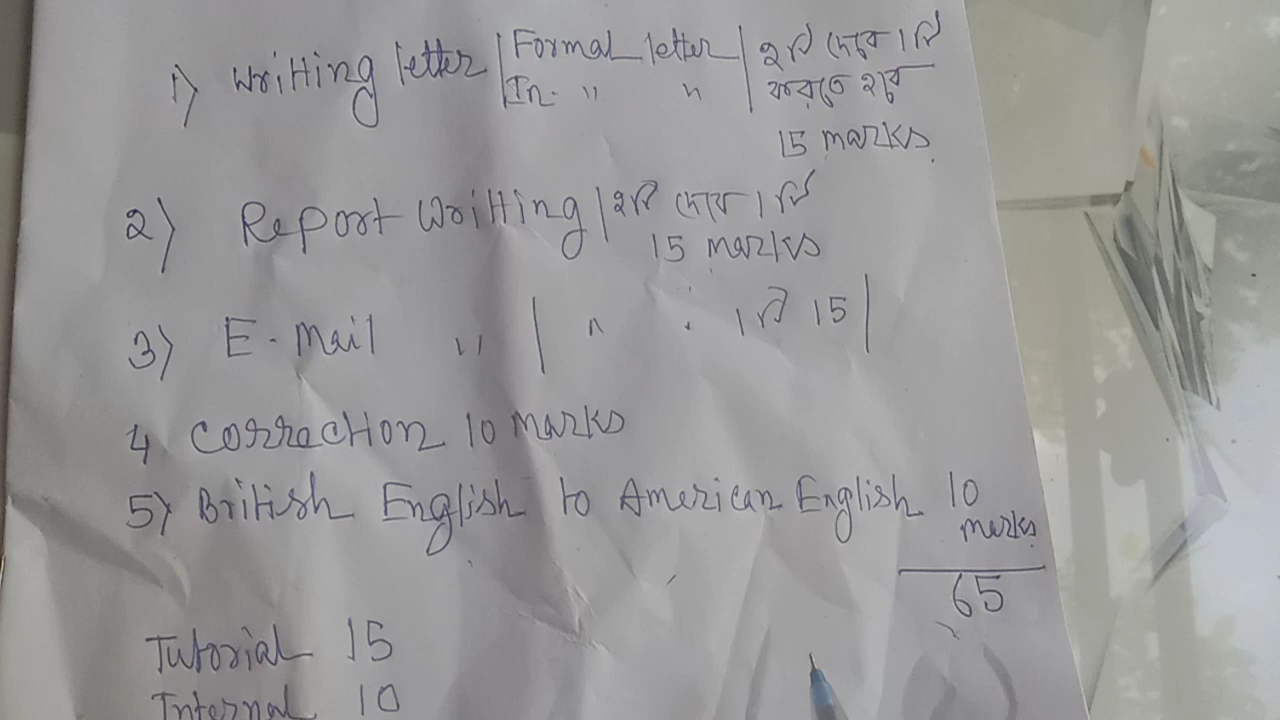 1) Writting letter | Formal letter | ২টি দেবে ১টি
In. " " | করতে হবে
15 marks.
2) Report Writting | ২টি দেবে ১টি
15 marks
3) E-Mail " | " . ১টি 15 |
4 Correction 10 marks
5) British English to American English 10
marks
65
Tutorial 15
Internal 10